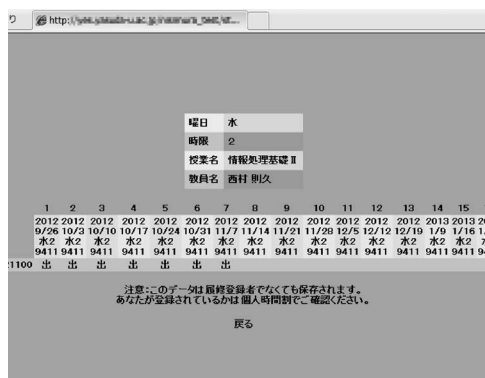 り http://
曜日 水
時限 2
授業名 情報処理基礎Ⅱ
教員名 西村 則久
1 2 3 4 5 6 7 8 9 10 11 12 13 14 15
2012 2012 2012 2012 2012 2012 2012 2012 2012 2012 2012 2012 2012 2013 2013
9/26 10/3 10/10 10/17 10/24 10/31 11/7 11/14 11/21 11/28 12/5 12/12 12/19 1/9 1/16
水2 水2 水2 水2 水2 水2 水2 水2 水2 水2 水2 水2 水2 水2 水2
9411 9411 9411 9411 9411 9411 9411 9411 9411 9411 9411 9411 9411 9411 9411
1100 出 出 出 出 出 出 出
注意:このデータは履修登録者でなくても保存されます。
あなたが登録されているかは個人時間割でご確認ください。
戻る